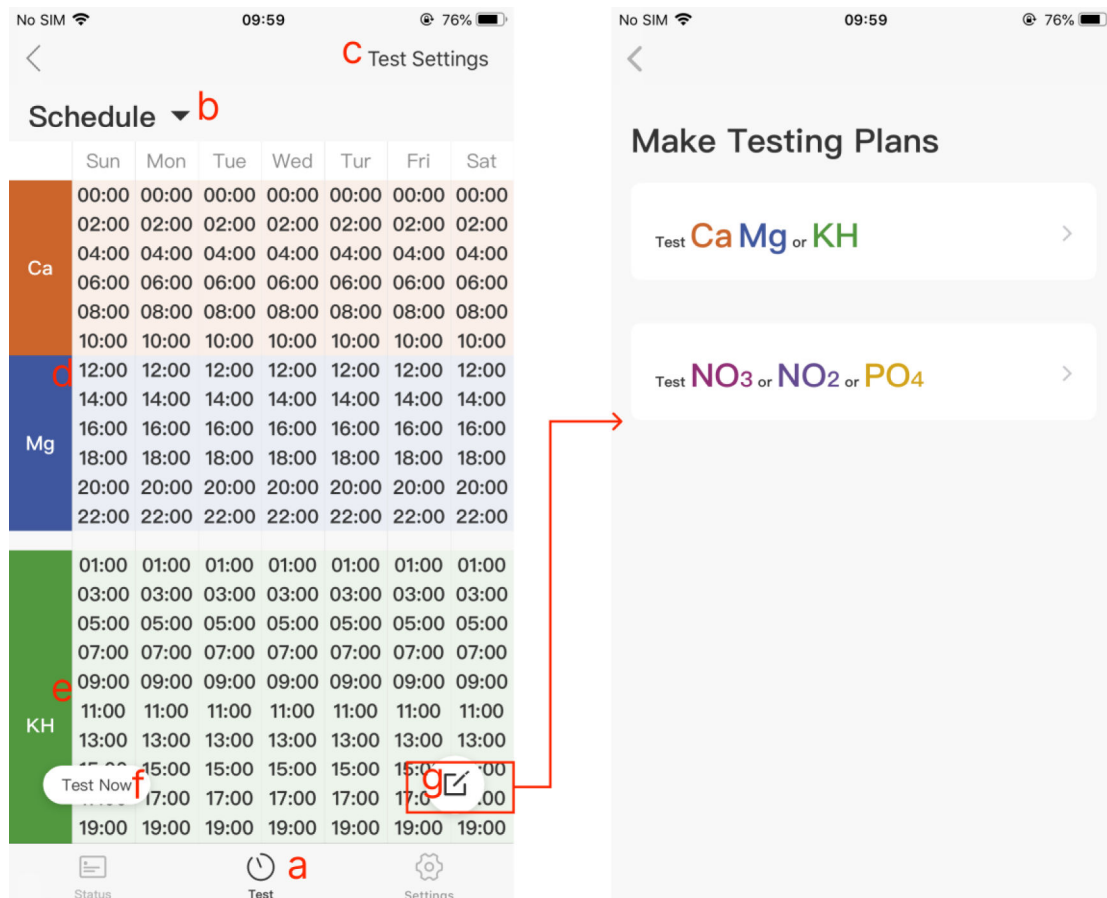 No SIM 09:59 76%
C Test Settings
Schedule b
Sun Mon Tue Wed Tur Fri Sat
Ca
00:00 00:00 00:00 00:00 00:00 00:00 00:00
02:00 02:00 02:00 02:00 02:00 02:00 02:00
04:00 04:00 04:00 04:00 04:00 04:00 04:00
06:00 06:00 06:00 06:00 06:00 06:00 06:00
08:00 08:00 08:00 08:00 08:00 08:00 08:00
10:00 10:00 10:00 10:00 10:00 10:00 10:00
d
Mg
12:00 12:00 12:00 12:00 12:00 12:00 12:00
14:00 14:00 14:00 14:00 14:00 14:00 14:00
16:00 16:00 16:00 16:00 16:00 16:00 16:00
18:00 18:00 18:00 18:00 18:00 18:00 18:00
20:00 20:00 20:00 20:00 20:00 20:00 20:00
22:00 22:00 22:00 22:00 22:00 22:00 22:00
e
KH
01:00 01:00 01:00 01:00 01:00 01:00 01:00
03:00 03:00 03:00 03:00 03:00 03:00 03:00
05:00 05:00 05:00 05:00 05:00 05:00 05:00
07:00 07:00 07:00 07:00 07:00 07:00 07:00
09:00 09:00 09:00 09:00 09:00 09:00 09:00
11:00 11:00 11:00 11:00 11:00 11:00 11:00
13:00 13:00 13:00 13:00 13:00 13:00 13:00
15:00 15:00 15:00 15:00
Test Now f
g
17:00 17:00 17:00 17:00
19:00 19:00 19:00 19:00 19:00 19:00 19:00
a
Status Test Settings
No SIM 09:59 76%
Make Testing Plans
Test Ca Mg or KH
Test NO3 or NO2 or PO4